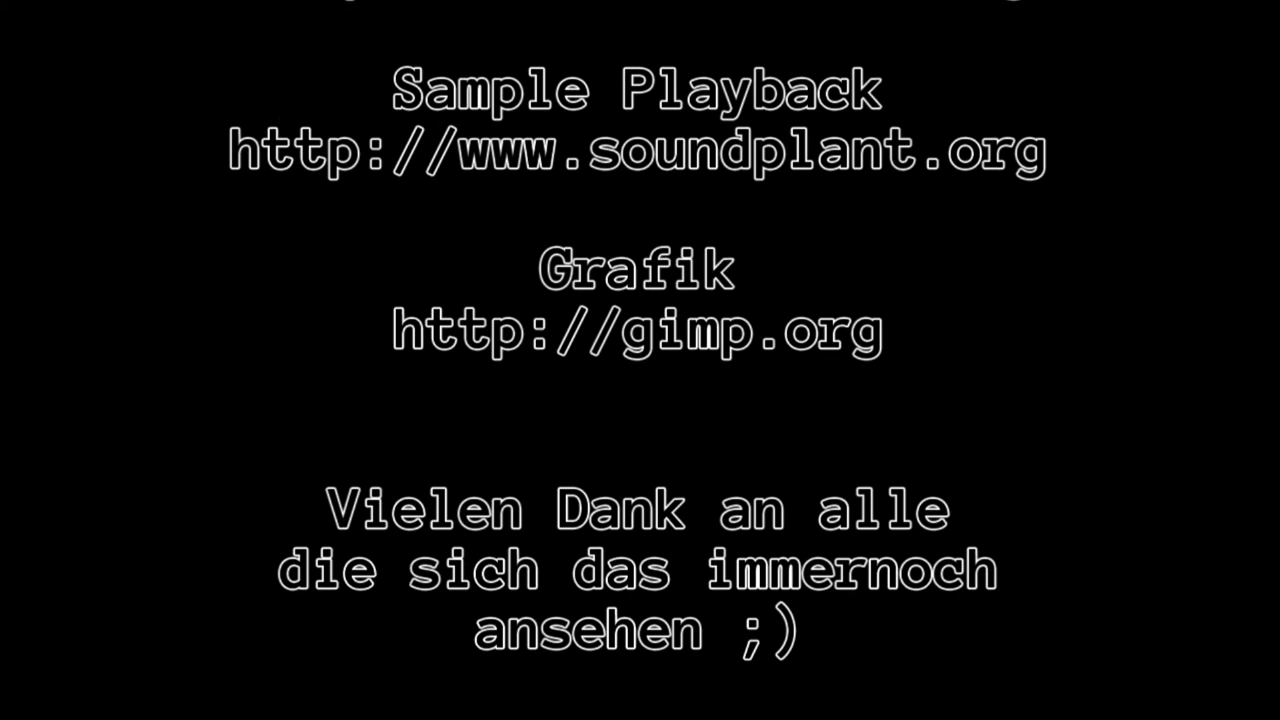 Sample Playback
http://www.soundplant.org
Grafik
http://gimp.org
Vielen Dank an alle
die sich das immernoch
ansehen ;)